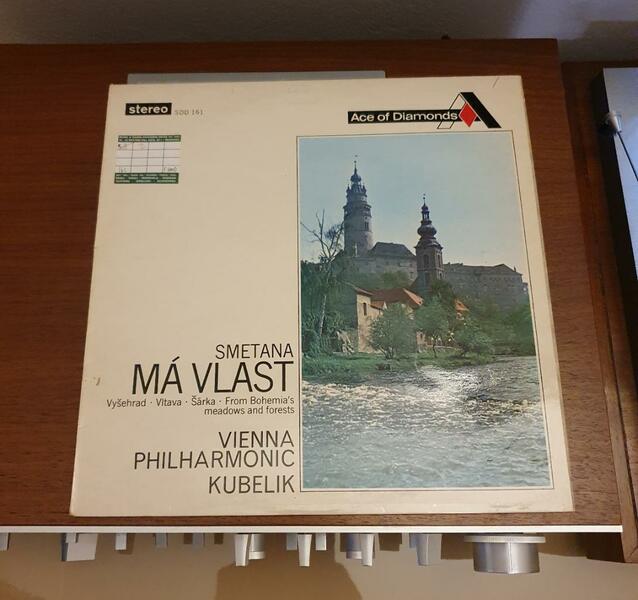 stereo SDD 161
Ace of Diamonds
SMETANA
MÁ VLAST
Vyšehrad · Vltava · Šárka · From Bohemia's
meadows and forests
VIENNA
PHILHARMONIC
KUBELIK